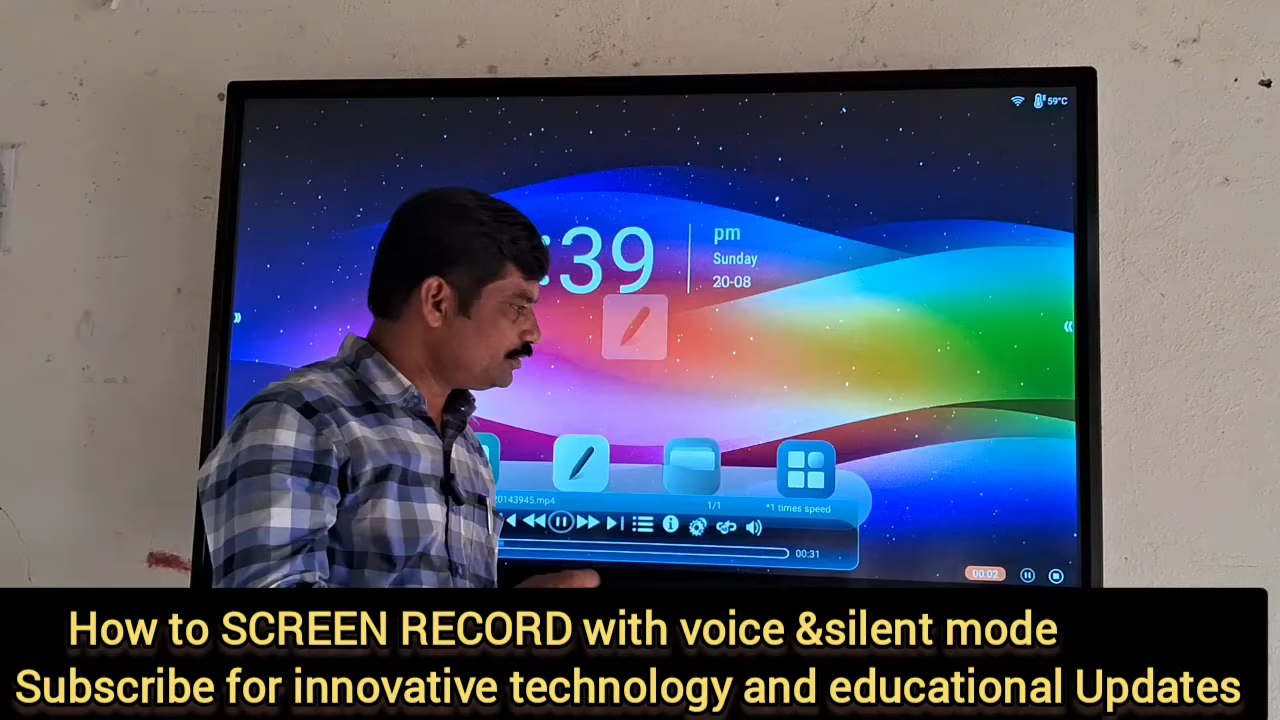 59°C
:39
pm
Sunday
20-08
20143945.mp4
1/1
*1 times speed
00:31
00:02
How to SCREEN RECORD with voice &silent mode
Subscribe for innovative technology and educational Updates